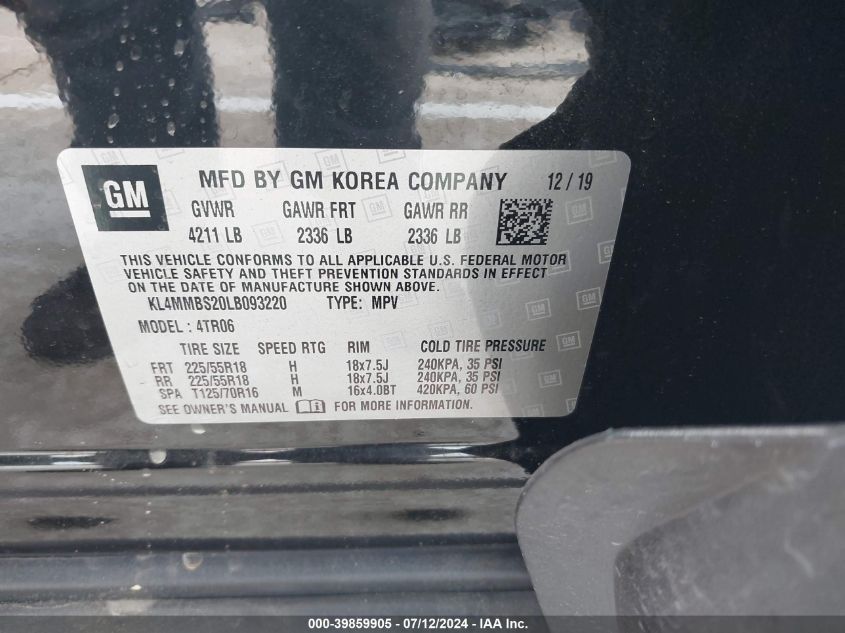 GM MFD BY GM KOREA COMPANY 12 / 19
GVWR GAWR FRT GAWR RR
4211 LB 2336 LB 2336 LB
THIS VEHICLE CONFORMS TO ALL APPLICABLE U.S. FEDERAL MOTOR
VEHICLE SAFETY AND THEFT PREVENTION STANDARDS IN EFFECT
ON THE DATE OF MANUFACTURE SHOWN ABOVE.
KL4MMBS20LB093220 TYPE: MPV
MODEL : 4TR06
TIRE SIZE SPEED RTG RIM COLD TIRE PRESSURE
FRT 225/55R18 H 18x7.5J 240KPA, 35 PSI
RR 225/55R18 H 18x7.5J 240KPA, 35 PSI
SPA T125/70R16 M 16x4.0BT 420KPA, 60 PSI
SEE OWNER'S MANUAL FOR MORE INFORMATION.
000-39859905 - 07/12/2024 - IAA Inc.